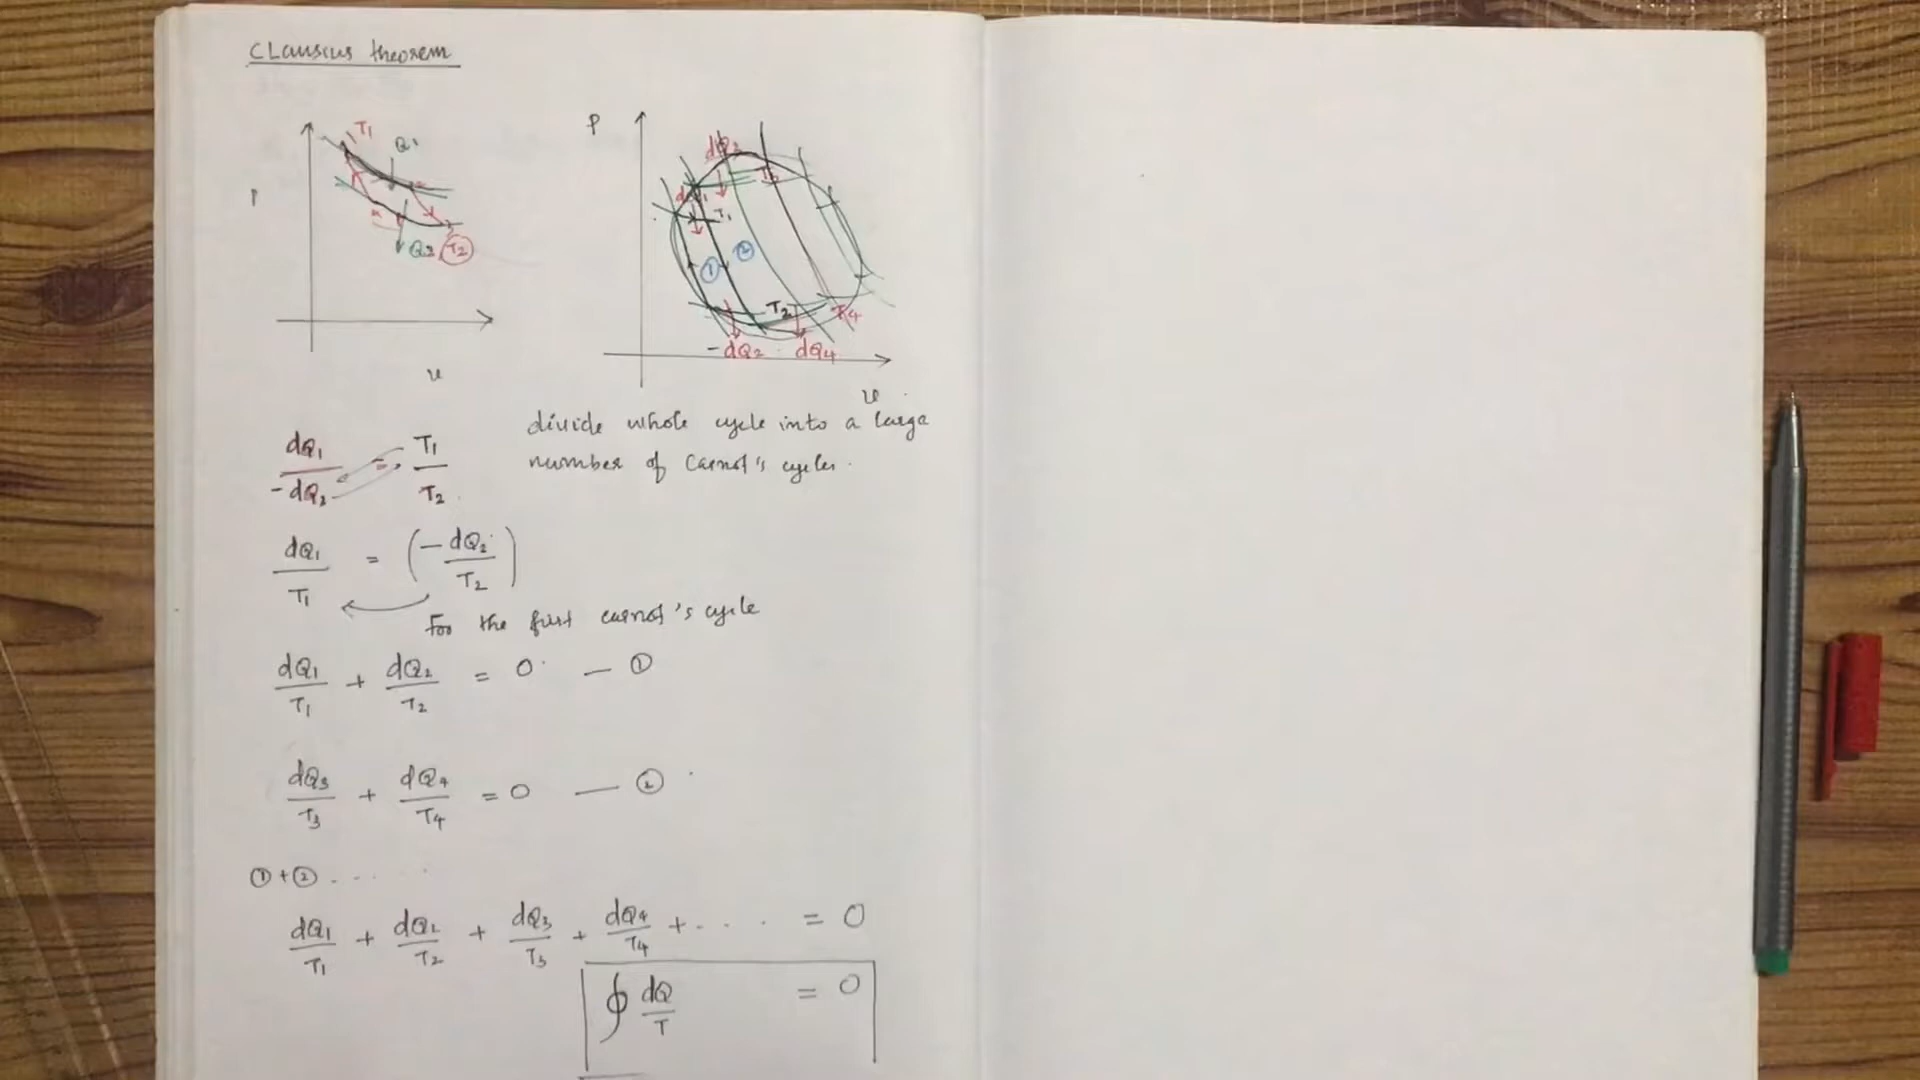 CLausius theorem
T1
Q1
P
Q2 T2
u
P
dQ3
T3
dQ1
T1
① ②
T2 T4
-dQ2 dQ4
u
divide whole cycle into a large
number of Carnot's cycles.
dQ1 / -dQ2 = T1 / T2
dQ1 / T1 = (-dQ2 / T2)
For the first carnot's cycle
dQ1 / T1 + dQ2 / T2 = 0 — ①
dQ3 / T3 + dQ4 / T4 = 0 — ②
① + ② . . . . .
dQ1 / T1 + dQ2 / T2 + dQ3 / T3 + dQ4 / T4 + . . . . = 0
∮ dQ / T = 0